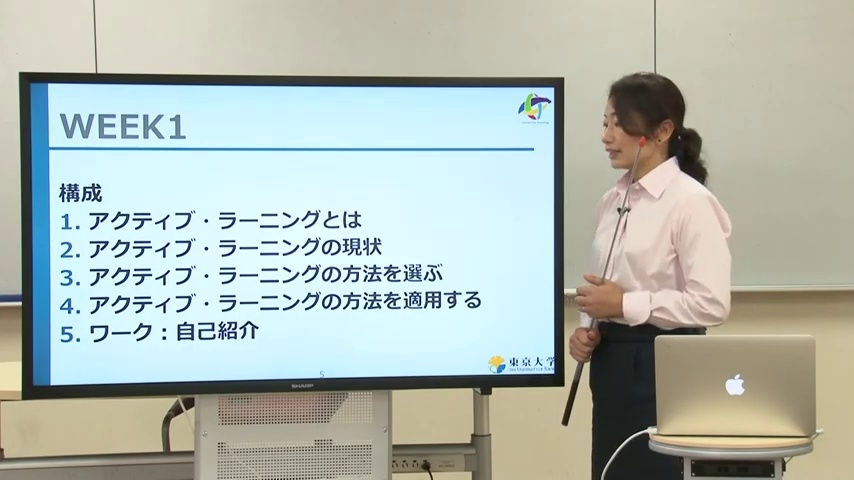 WEEK1
構成
1. アクティブ・ラーニングとは
2. アクティブ・ラーニングの現状
3. アクティブ・ラーニングの方法を選ぶ
4. アクティブ・ラーニングの方法を適用する
5. ワーク：自己紹介
5
東京大学
SHARP